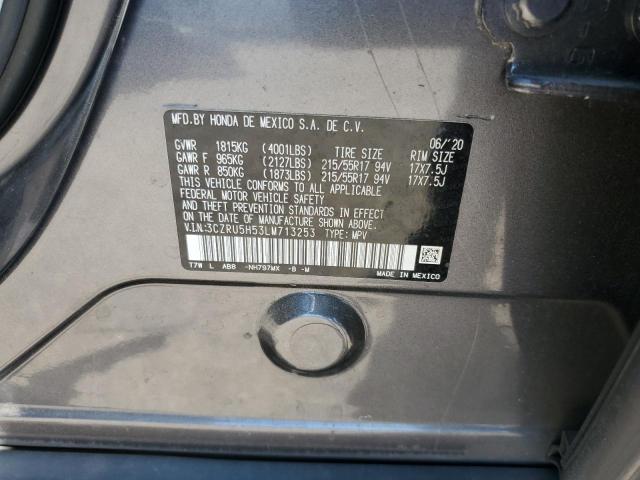 MFD.BY HONDA DE MEXICO S.A. DE C.V.
06/'20
GVWR 1815KG (4001LBS) TIRE SIZE RIM SIZE
GAWR F 965KG (2127LBS) 215/55R17 94V 17X7.5J
GAWR R 850KG (1873LBS) 215/55R17 94V 17X7.5J
THIS VEHICLE CONFORMS TO ALL APPLICABLE
FEDERAL MOTOR VEHICLE SAFETY
AND THEFT PREVENTION STANDARDS IN EFFECT
ON THE DATE OF MANUFACTURE SHOWN ABOVE.
V.I.N:3CZRU5H53LM713253 TYPE: MPV
T7W L ABB -NH797MX -B -M
MADE IN MEXICO